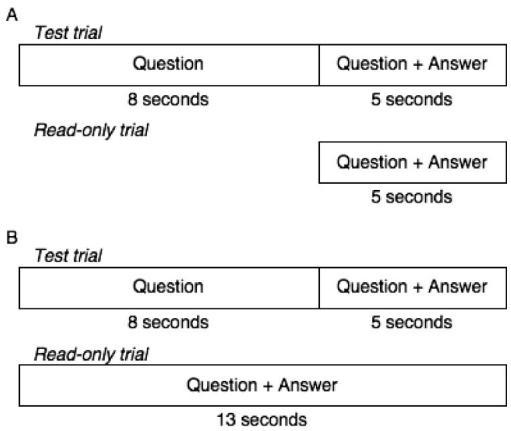 A
Test trial
Question Question + Answer
8 seconds 5 seconds
Read-only trial
Question + Answer
5 seconds
B
Test trial
Question Question + Answer
8 seconds 5 seconds
Read-only trial
Question + Answer
13 seconds